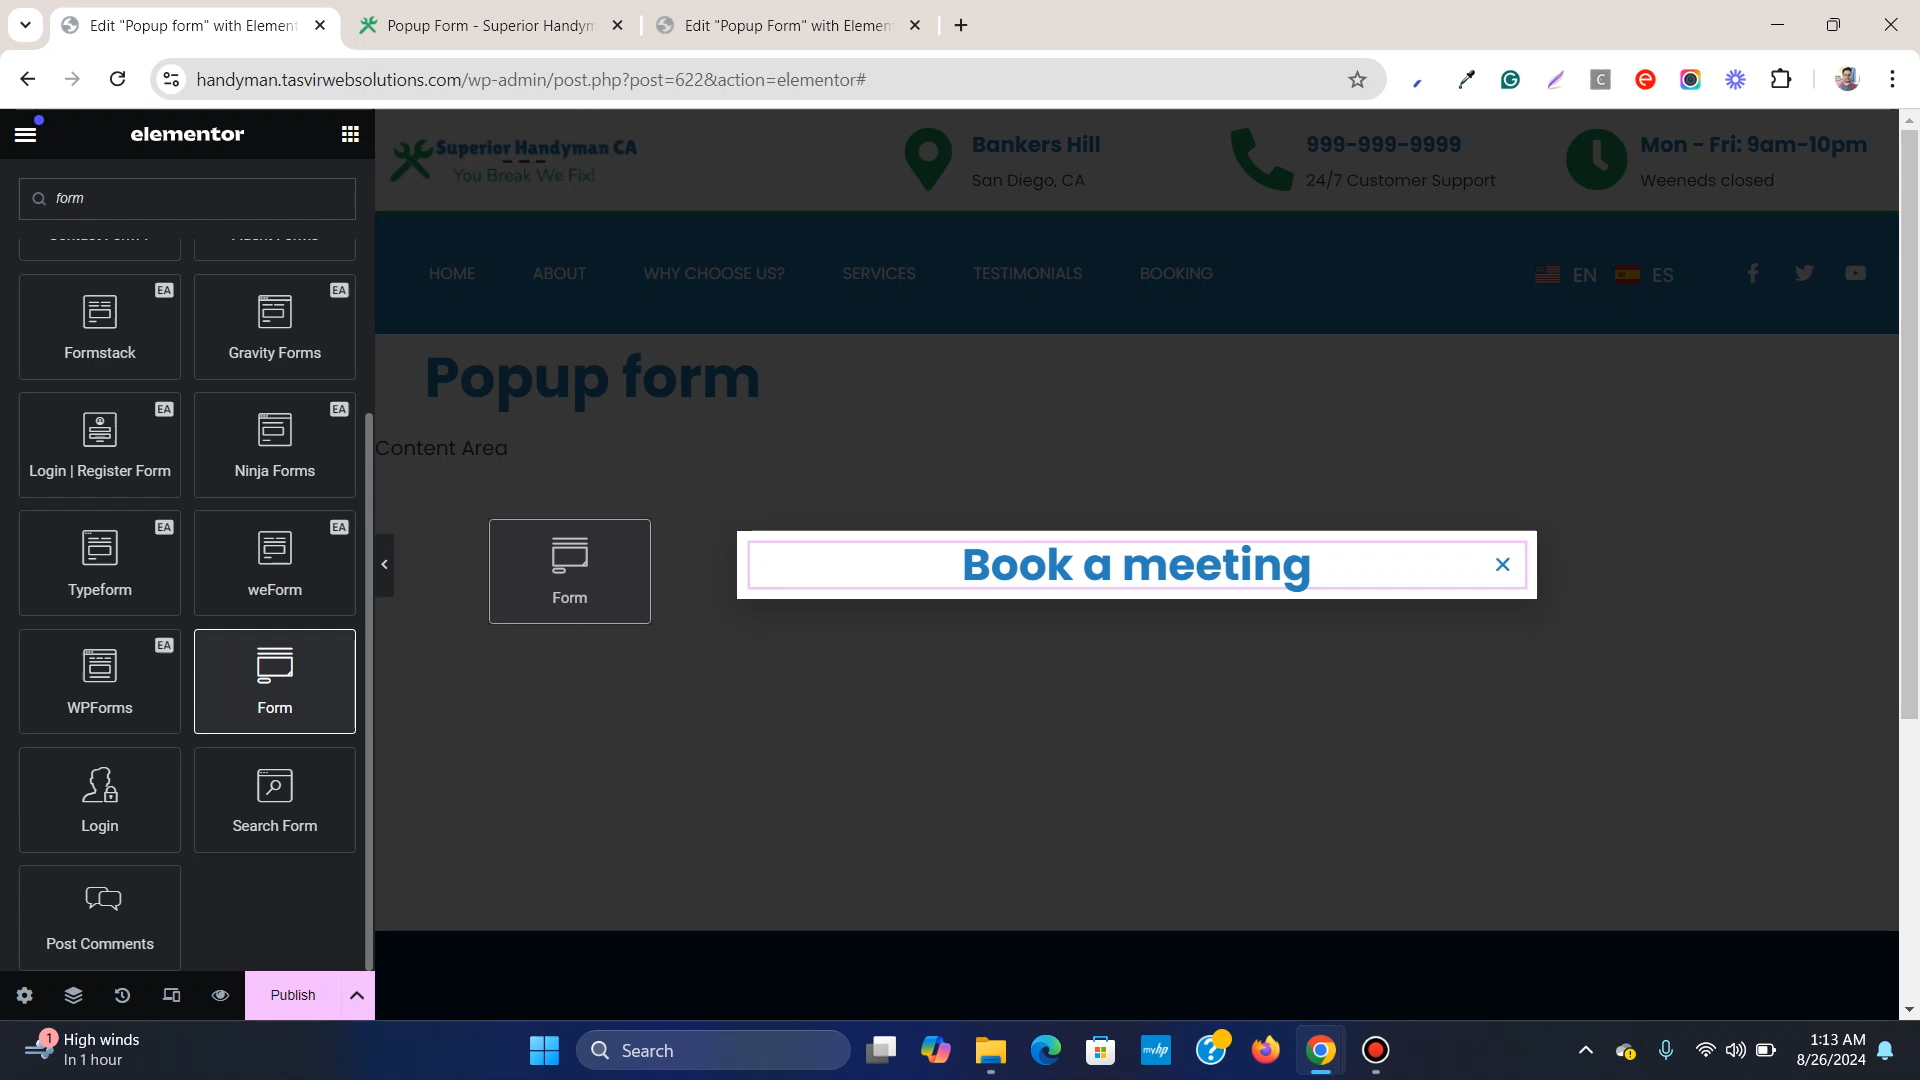 Edit "Popup form" with Element
Popup Form - Superior Handym
Edit "Popup Form" with Elemen
handyman.tasvirwebsolutions.com/wp-admin/post.php?post=622&action=elementor#
elementor
form
Formstack
EA
Gravity Forms
EA
Login | Register Form
EA
Ninja Forms
EA
Typeform
EA
weForm
EA
WPForms
EA
Form
Login
Search Form
Post Comments
Publish
Superior Handyman CA
You Break We Fix!
Bankers Hill
San Diego, CA
999-999-9999
24/7 Customer Support
Mon - Fri: 9am-10pm
Weeneds closed
HOME
ABOUT
WHY CHOOSE US?
SERVICES
TESTIMONIALS
BOOKING
EN
ES
Popup form
Content Area
Form
Book a meeting
1
High winds
In 1 hour
Search
myhp
1:13 AM
8/26/2024